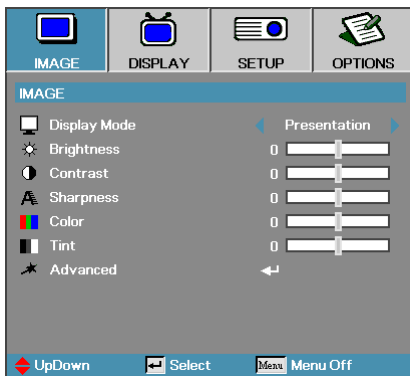 IMAGE DISPLAY SETUP OPTIONS
IMAGE
Display Mode Presentation
Brightness 0
Contrast 0
Sharpness 0
Color 0
Tint 0
Advanced
UpDown Select Menu Menu Off